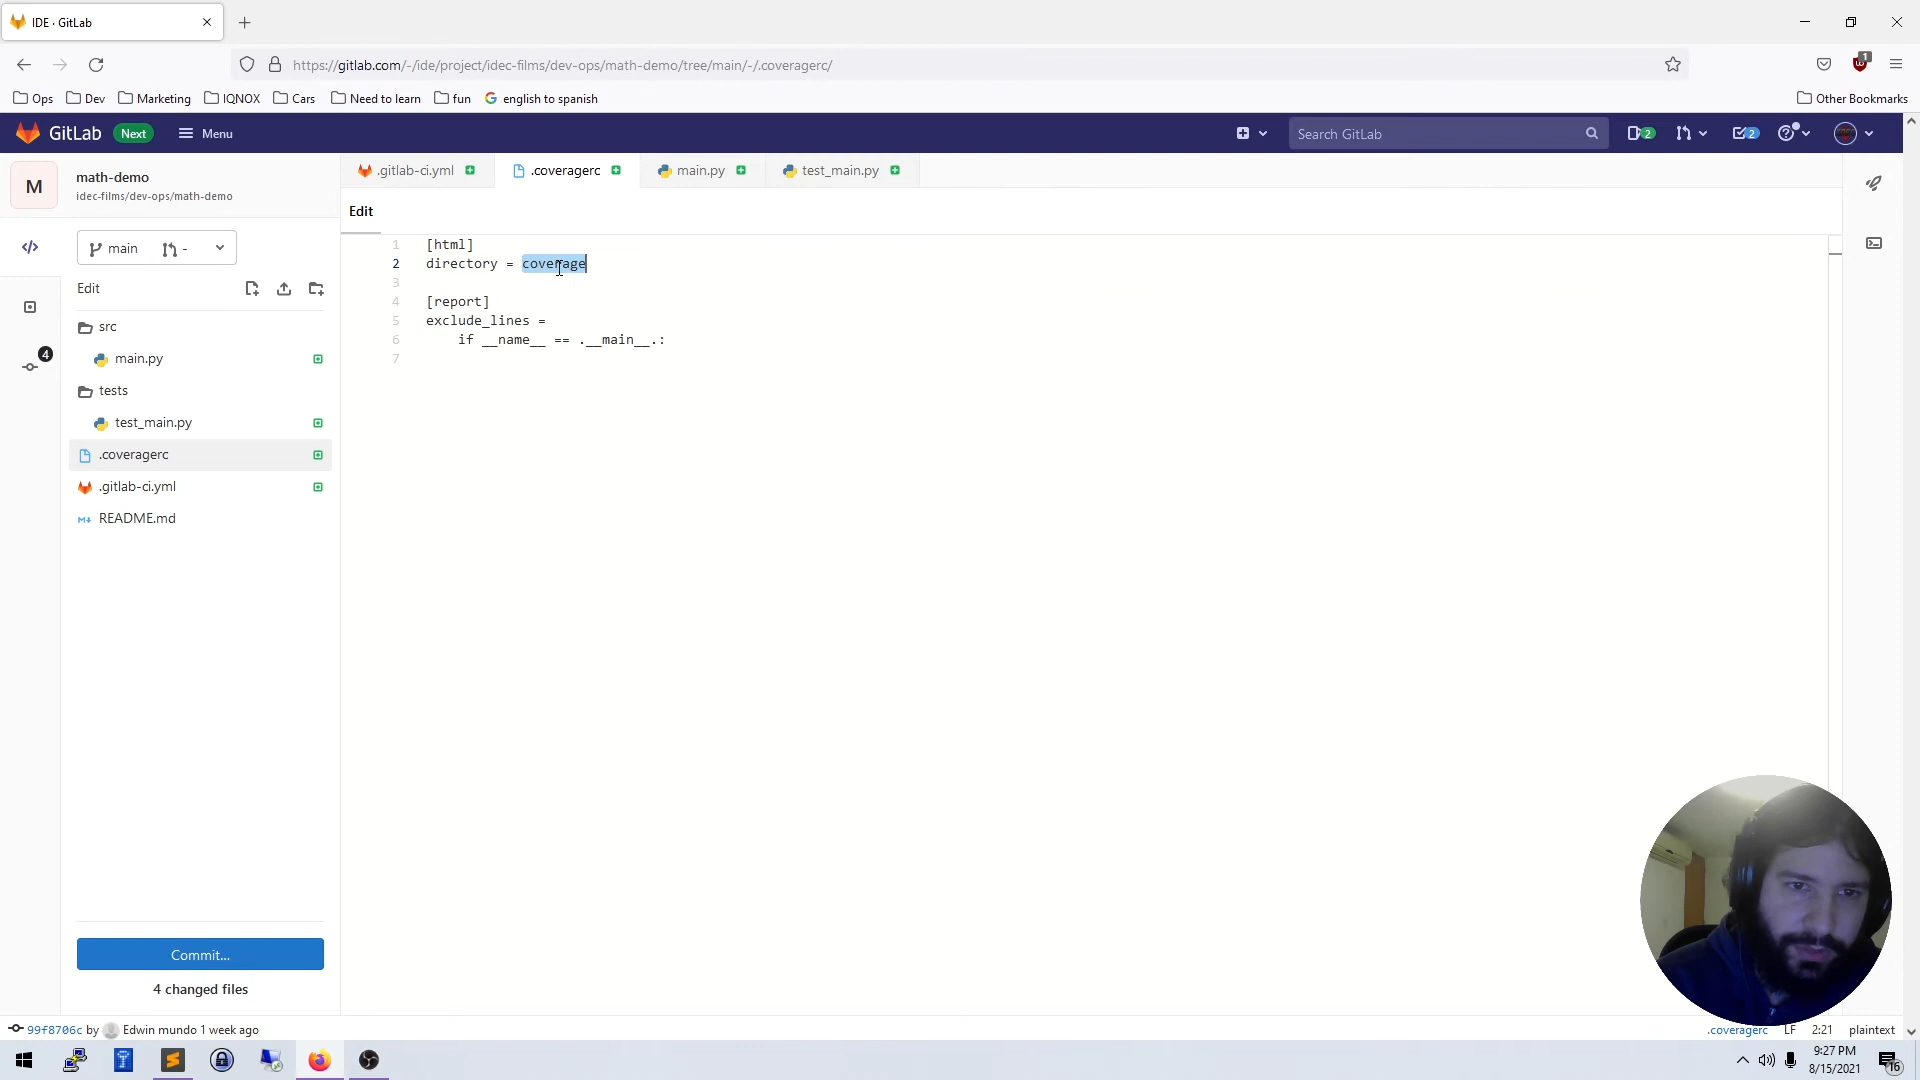 IDE · GitLab
https://gitlab.com/-/ide/project/idec-films/dev-ops/math-demo/tree/main/-/.coveragerc/
1
Ops Dev Marketing IQNOX Cars Need to learn fun english to spanish Other Bookmarks
GitLab Next Menu Search GitLab 2 2
M math-demo
idec-films/dev-ops/math-demo
.gitlab-ci.yml .coveragerc main.py test_main.py
Edit
main -
Edit
src
main.py
tests
test_main.py
.coveragerc
.gitlab-ci.yml
README.md
4
1 [html]
2 directory = coverage
3
4 [report]
5 exclude_lines =
6 if __name__ == .__main__.:
7
Commit...
4 changed files
99f8706c by Edwin mundo 1 week ago
.coveragerc LF 2:21 plaintext
9:27 PM
8/15/2021
16